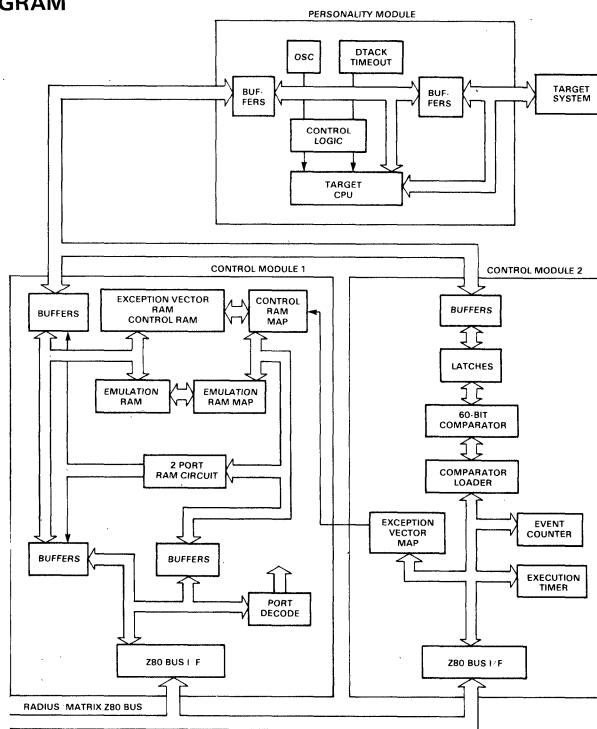 GRAM
PERSONALITY MODULE
OSC
DTACK
TIMEOUT
BUF-
FERS
BUF-
FERS
TARGET
SYSTEM
CONTROL
LOGIC
TARGET
CPU
CONTROL MODULE 1
CONTROL MODULE 2
BUFFERS
EXCEPTION VECTOR
RAM
CONTROL RAM
CONTROL
RAM
MAP
BUFFERS
LATCHES
EMULATION
RAM
EMULATION
RAM MAP
60-BIT
COMPARATOR
2 PORT
RAM CIRCUIT
COMPARATOR
LOADER
EXCEPTION
VECTOR
MAP
EVENT
COUNTER
BUFFERS
BUFFERS
EXECUTION
TIMER
PORT
DECODE
Z80 BUS I F
Z80 BUS I/F
RADIUS MATRIX Z80 BUS